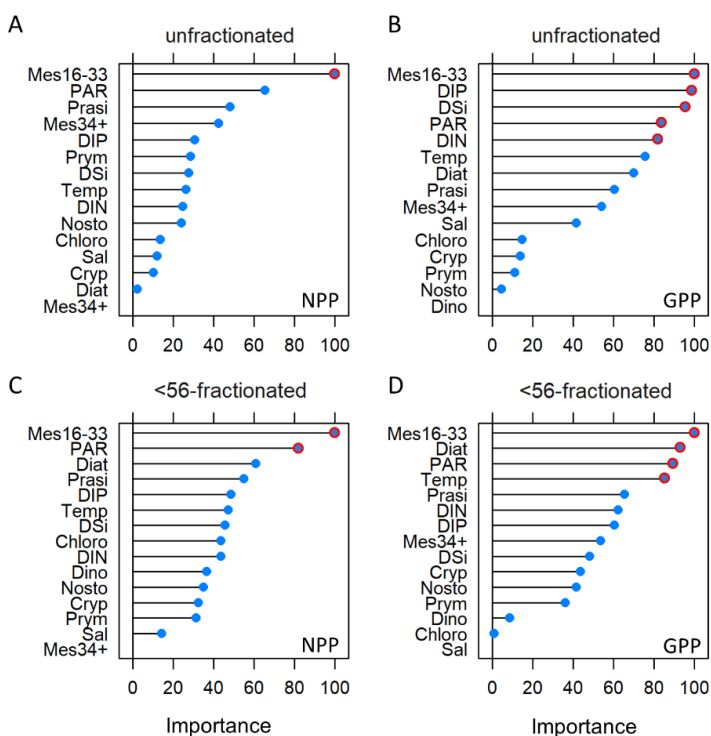 A
unfractionated
Mes16-33
PAR
Prasi
Mes34+
DIP
Prym
DSi
Temp
DIN
Nosto
Chloro
Sal
Cryp
Diat
Mes34+
NPP
0 20 40 60 80 100
B
unfractionated
Mes16-33
DIP
DSi
PAR
DIN
Temp
Diat
Prasi
Mes34+
Sal
Chloro
Cryp
Prym
Nosto
Dino
GPP
0 20 40 60 80 100
C
<56-fractionated
Mes16-33
PAR
Diat
Prasi
DIP
Temp
DSi
Chloro
DIN
Dino
Nosto
Cryp
Prym
Sal
Mes34+
NPP
0 20 40 60 80 100
Importance
D
<56-fractionated
Mes16-33
Diat
PAR
Temp
Prasi
DIN
DIP
Mes34+
DSi
Cryp
Nosto
Prym
Dino
Chloro
Sal
GPP
0 20 40 60 80 100
Importance